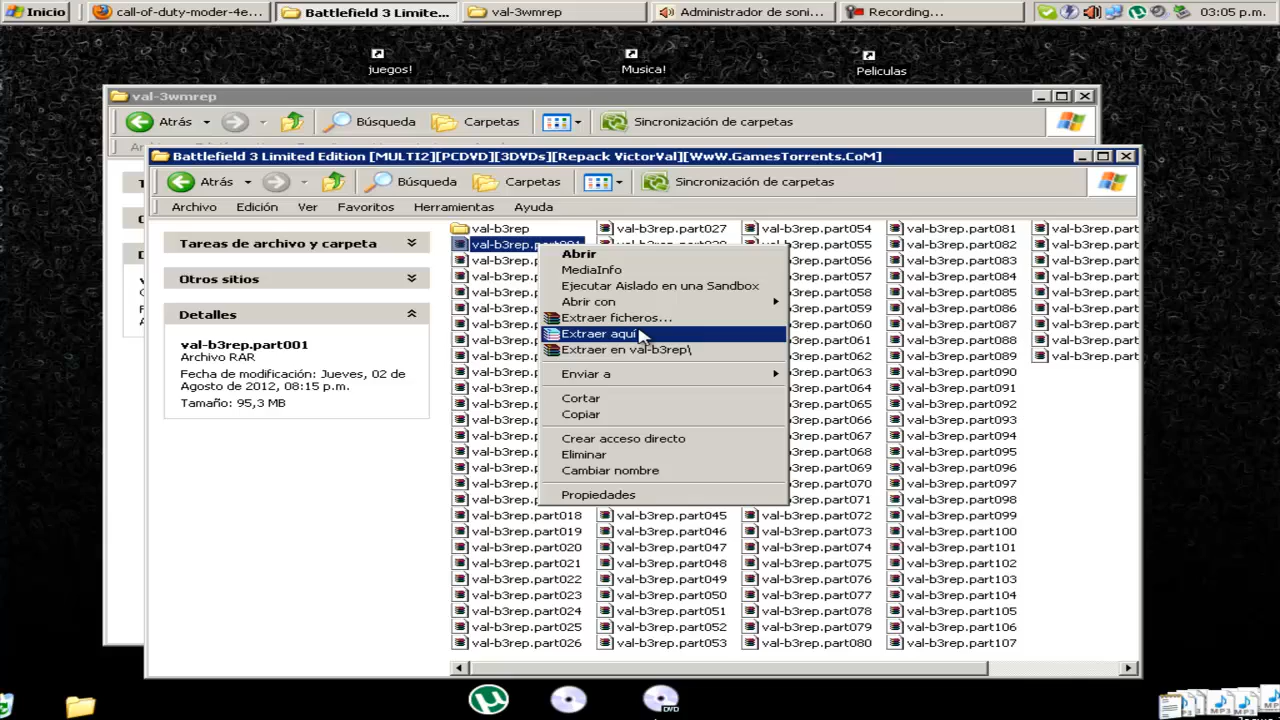 Inicio
call-of-duty-moder-4e...
Battlefield 3 Limite...
val-3wmrep
Administrador de soni...
Recording...
03:05 p.m.
juegos!
Musica!
Peliculas
val-3wmrep
Atrás
Búsqueda
Carpetas
Sincronización de carpetas
Battlefield 3 Limited Edition [MULTI2][PCDVD][3DVDs][Repack VictorVal][WwW.GamesTorrents.CoM]
Atrás
Búsqueda
Carpetas
Sincronización de carpetas
Archivo
Edición
Ver
Favoritos
Herramientas
Ayuda
Tareas de archivo y carpeta
Otros sitios
Detalles
val-b3rep.part001
Archivo RAR
Fecha de modificación: Jueves, 02 de
Agosto de 2012, 08:15 p.m.
Tamaño: 95,3 MB
val-b3rep
val-b3rep.part001
val-b3rep.part018
val-b3rep.part019
val-b3rep.part020
val-b3rep.part021
val-b3rep.part022
val-b3rep.part023
val-b3rep.part024
val-b3rep.part025
val-b3rep.part026
val-b3rep.part027
val-b3rep.part045
val-b3rep.part046
val-b3rep.part047
val-b3rep.part048
val-b3rep.part049
val-b3rep.part050
val-b3rep.part051
val-b3rep.part052
val-b3rep.part053
val-b3rep.part054
.part055
.part056
.part057
.part058
.part059
.part060
.part061
.part062
.part063
.part064
.part065
.part066
.part067
.part068
.part069
.part070
.part071
val-b3rep.part072
val-b3rep.part073
val-b3rep.part074
val-b3rep.part075
val-b3rep.part076
val-b3rep.part077
val-b3rep.part078
val-b3rep.part079
val-b3rep.part080
val-b3rep.part081
val-b3rep.part082
val-b3rep.part083
val-b3rep.part084
val-b3rep.part085
val-b3rep.part086
val-b3rep.part087
val-b3rep.part088
val-b3rep.part089
val-b3rep.part090
val-b3rep.part091
val-b3rep.part092
val-b3rep.part093
val-b3rep.part094
val-b3rep.part095
val-b3rep.part096
val-b3rep.part097
val-b3rep.part098
val-b3rep.part099
val-b3rep.part100
val-b3rep.part101
val-b3rep.part102
val-b3rep.part103
val-b3rep.part104
val-b3rep.part105
val-b3rep.part106
val-b3rep.part107
val-b3rep.part
val-b3rep.part
val-b3rep.part
val-b3rep.part
val-b3rep.part
val-b3rep.part
val-b3rep.part
val-b3rep.part
val-b3rep.part
Abrir
MediaInfo
Ejecutar Aislado en una Sandbox
Abrir con
Extraer ficheros...
Extraer aquí
Extraer en val-b3rep\
Enviar a
Cortar
Copiar
Crear acceso directo
Eliminar
Cambiar nombre
Propiedades
DVD
MP3
MP3
MP3